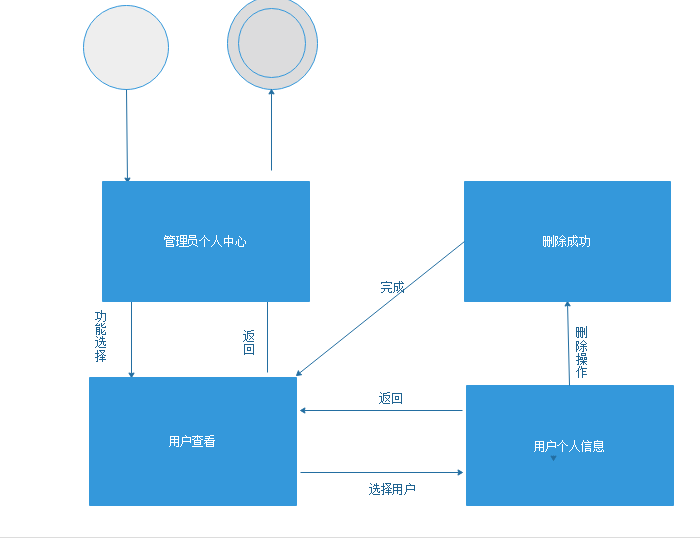 管理员个人中心
删除成功
完成
功能选择
返回
删除操作
返回
用户查看
用户个人信息
选择用户